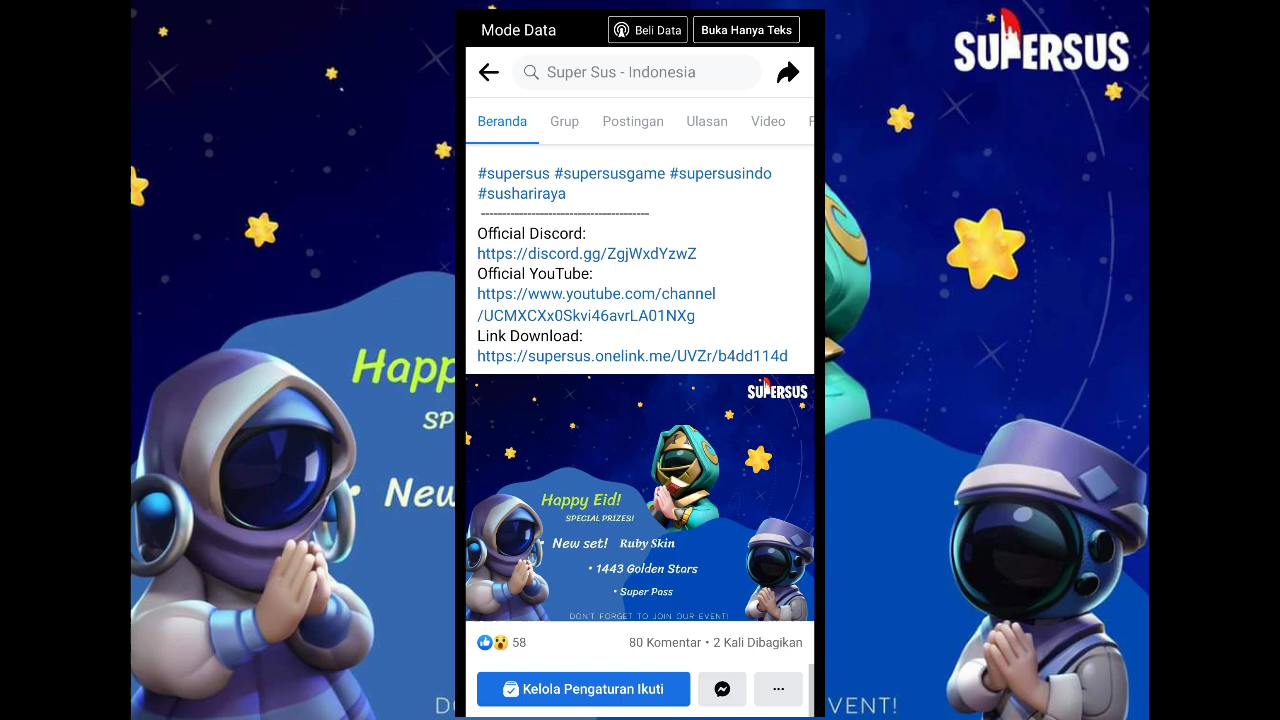 Mode Data
Beli Data
Buka Hanya Teks
Super Sus - Indonesia
Beranda
Grup
Postingan
Ulasan
Video
#supersus #supersusgame #supersusindo
#sushariraya
----------------------------------------
Official Discord:
https://discord.gg/ZgjWxdYzwZ
Official YouTube:
https://www.youtube.com/channel
/UCMXCXx0Skvi46avrLA01NXg
Link Download:
https://supersus.onelink.me/UVZr/b4dd114d
SUPERSUS
Happy Eid!
SPECIAL PRIZES!
• New set! Ruby Skin
• 1443 Golden Stars
• Super Pass
DON'T FORGET TO JOIN OUR EVENT!
58
80 Komentar • 2 Kali Dibagikan
Kelola Pengaturan Ikuti
SUPERSUS
Happ
SP
• New
D
VENT!